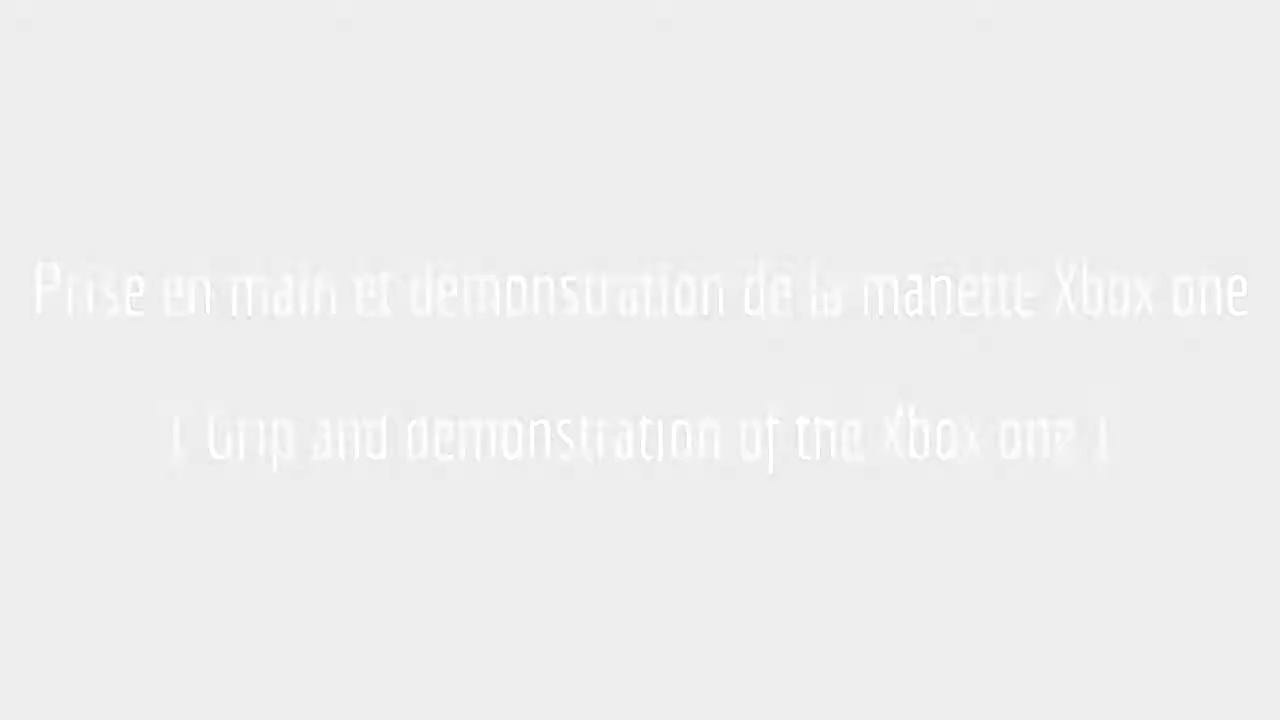 Prise en main et demonstration de la manette Xbox one
( Grip and demonstration of the Xbox one )